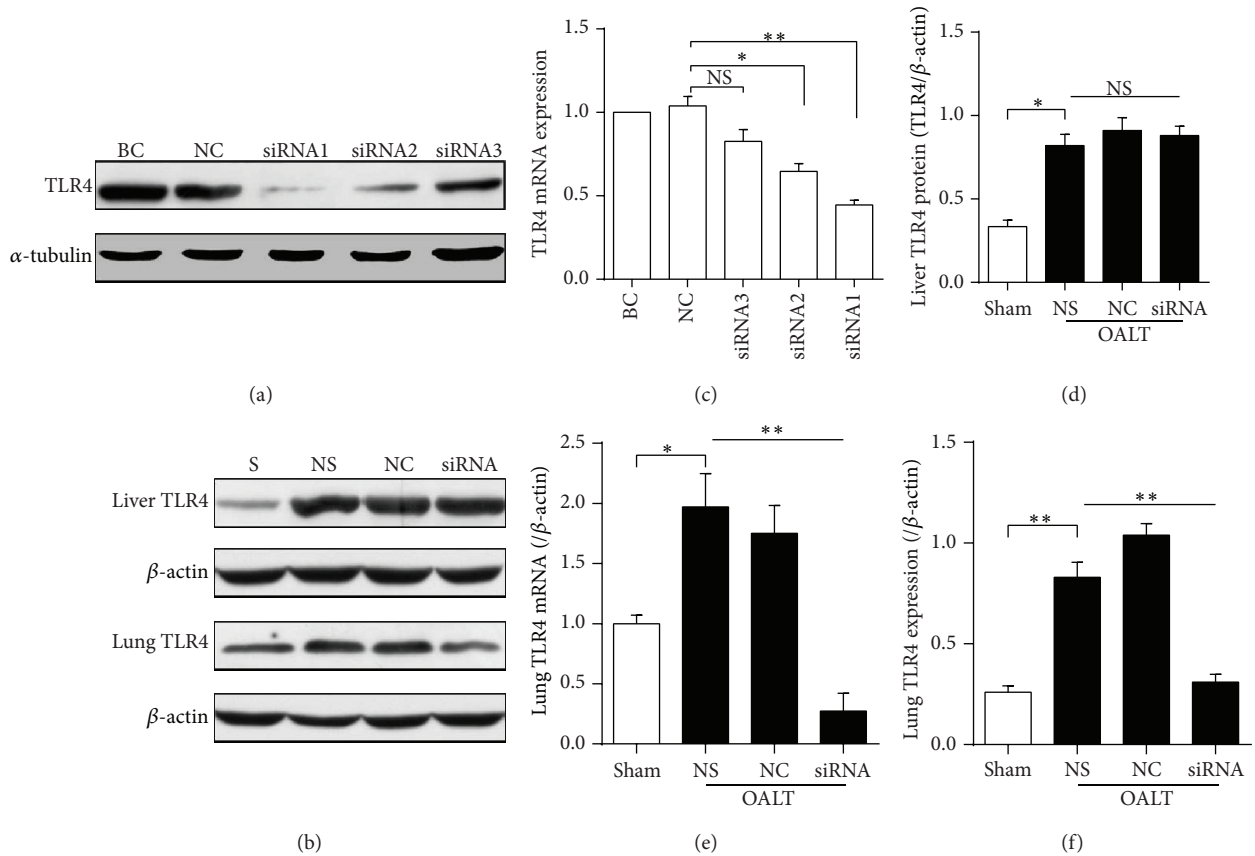 BC NC siRNA1 siRNA2 siRNA3
TLR4
α-tubulin
(a)
TLR4 mRNA expression
1.5
1.0
0.5
0.0
**
*
NS
BC NC siRNA3 siRNA2 siRNA1
(c)
Liver TLR4 protein (TLR4/β-actin)
1.5
1.0
0.5
0.0
*
NS
Sham NS NC siRNA
OALT
(d)
S NS NC siRNA
Liver TLR4
β-actin
Lung TLR4
β-actin
(b)
Lung TLR4 mRNA (/β-actin)
2.5
2.0
1.5
1.0
0.5
0.0
*
**
Sham NS NC siRNA
OALT
(e)
Lung TLR4 expression (/β-actin)
1.5
1.0
0.5
0.0
**
**
Sham NS NC siRNA
OALT
(f)